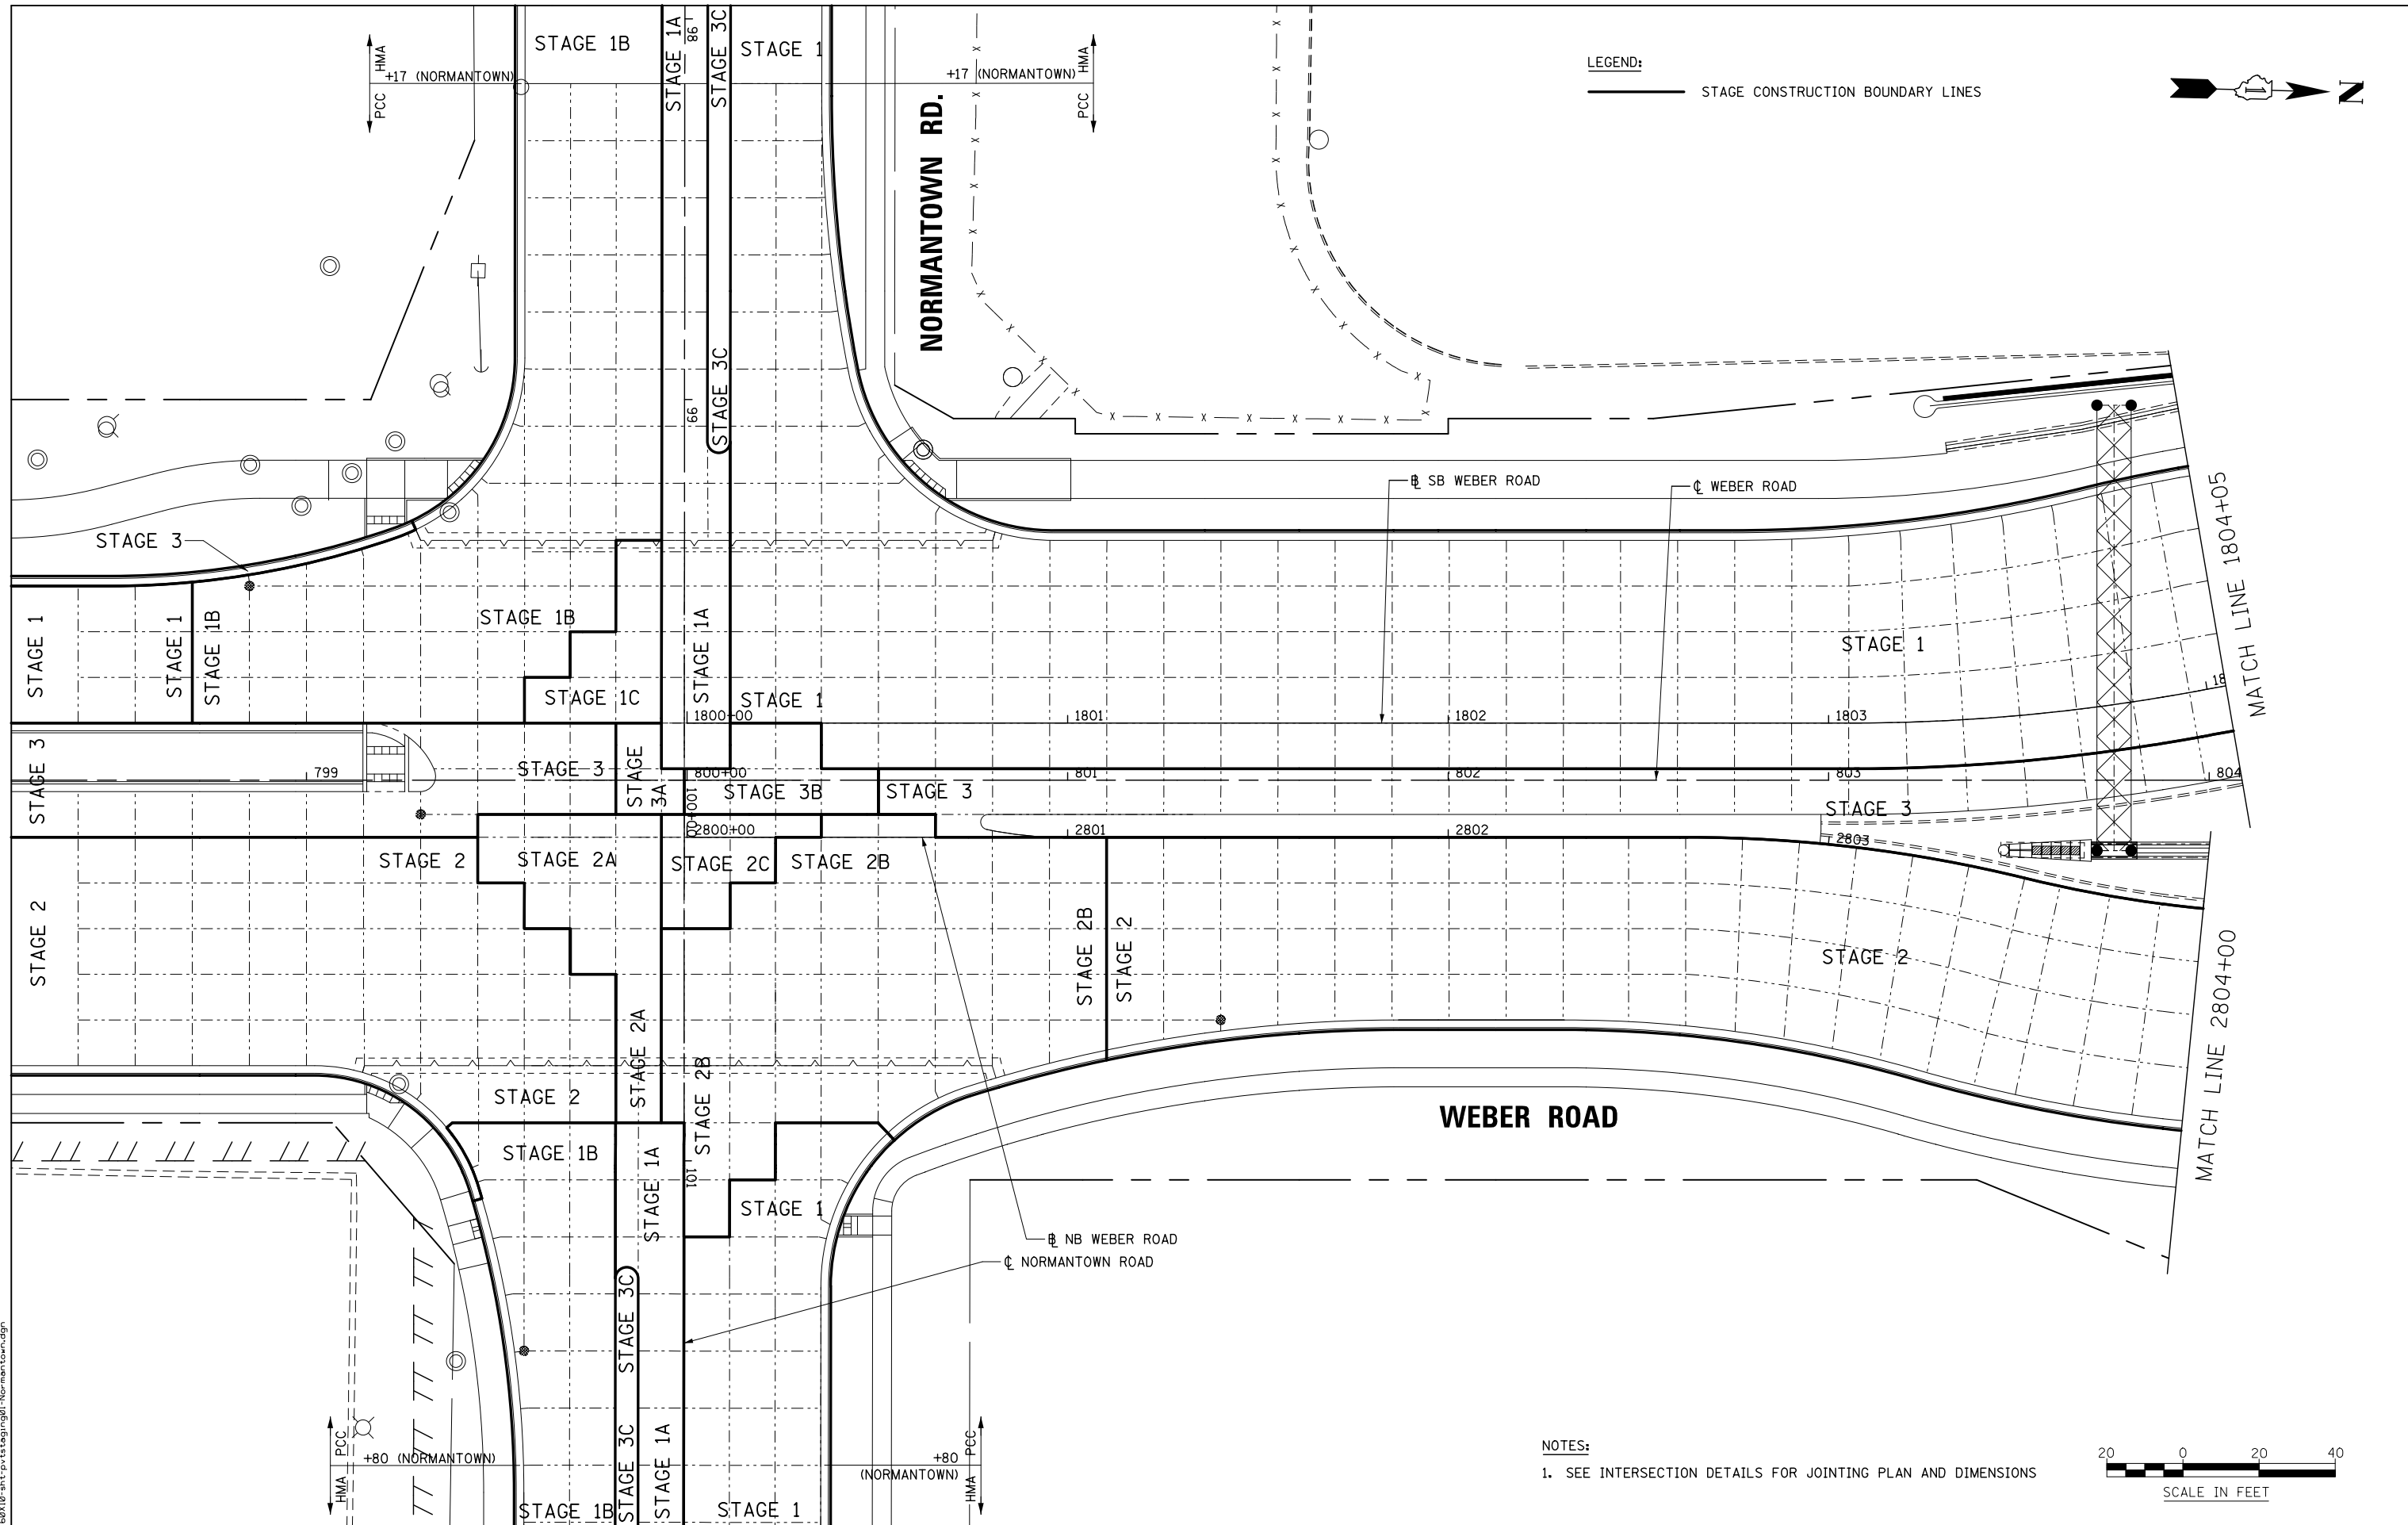 STAGE 1B
STAGE 1A
98
STAGE 3C
STAGE 1
HMA
+17 (NORMANTOWN)
PCC
+17 (NORMANTOWN)
HMA
PCC
NORMANTOWN RD.
LEGEND:
STAGE CONSTRUCTION BOUNDARY LINES
N
STAGE 3C
99
STAGE 3
STAGE 1
STAGE 1
STAGE 1B
STAGE 1B
STAGE 1C
STAGE 1A
STAGE 1
℄ SB WEBER ROAD
℄ WEBER ROAD
STAGE 1
MATCH LINE 1804+05
1800+00
1801
1802
1803
18
STAGE 3
799
STAGE 3
STAGE
3A
800+00
801
802
803
804
100+00
STAGE 3B
STAGE 3
STAGE 3
2800+00
2801
2802
2803
STAGE 2
STAGE 2
STAGE 2A
STAGE 2C
STAGE 2B
STAGE 2B
STAGE 2
STAGE 2
MATCH LINE 2804+00
STAGE 2A
STAGE 2B
STAGE 2
WEBER ROAD
STAGE 1B
STAGE 1A
101
STAGE 1
℄ NB WEBER ROAD
℄ NORMANTOWN ROAD
STAGE 3C
STAGE 3C
STAGE 1A
PCC
+80 (NORMANTOWN)
HMA
+80
(NORMANTOWN)
PCC
HMA
STAGE 1B
STAGE 1
NOTES:
1. SEE INTERSECTION DETAILS FOR JOINTING PLAN AND DIMENSIONS
20 0 20 40
SCALE IN FEET